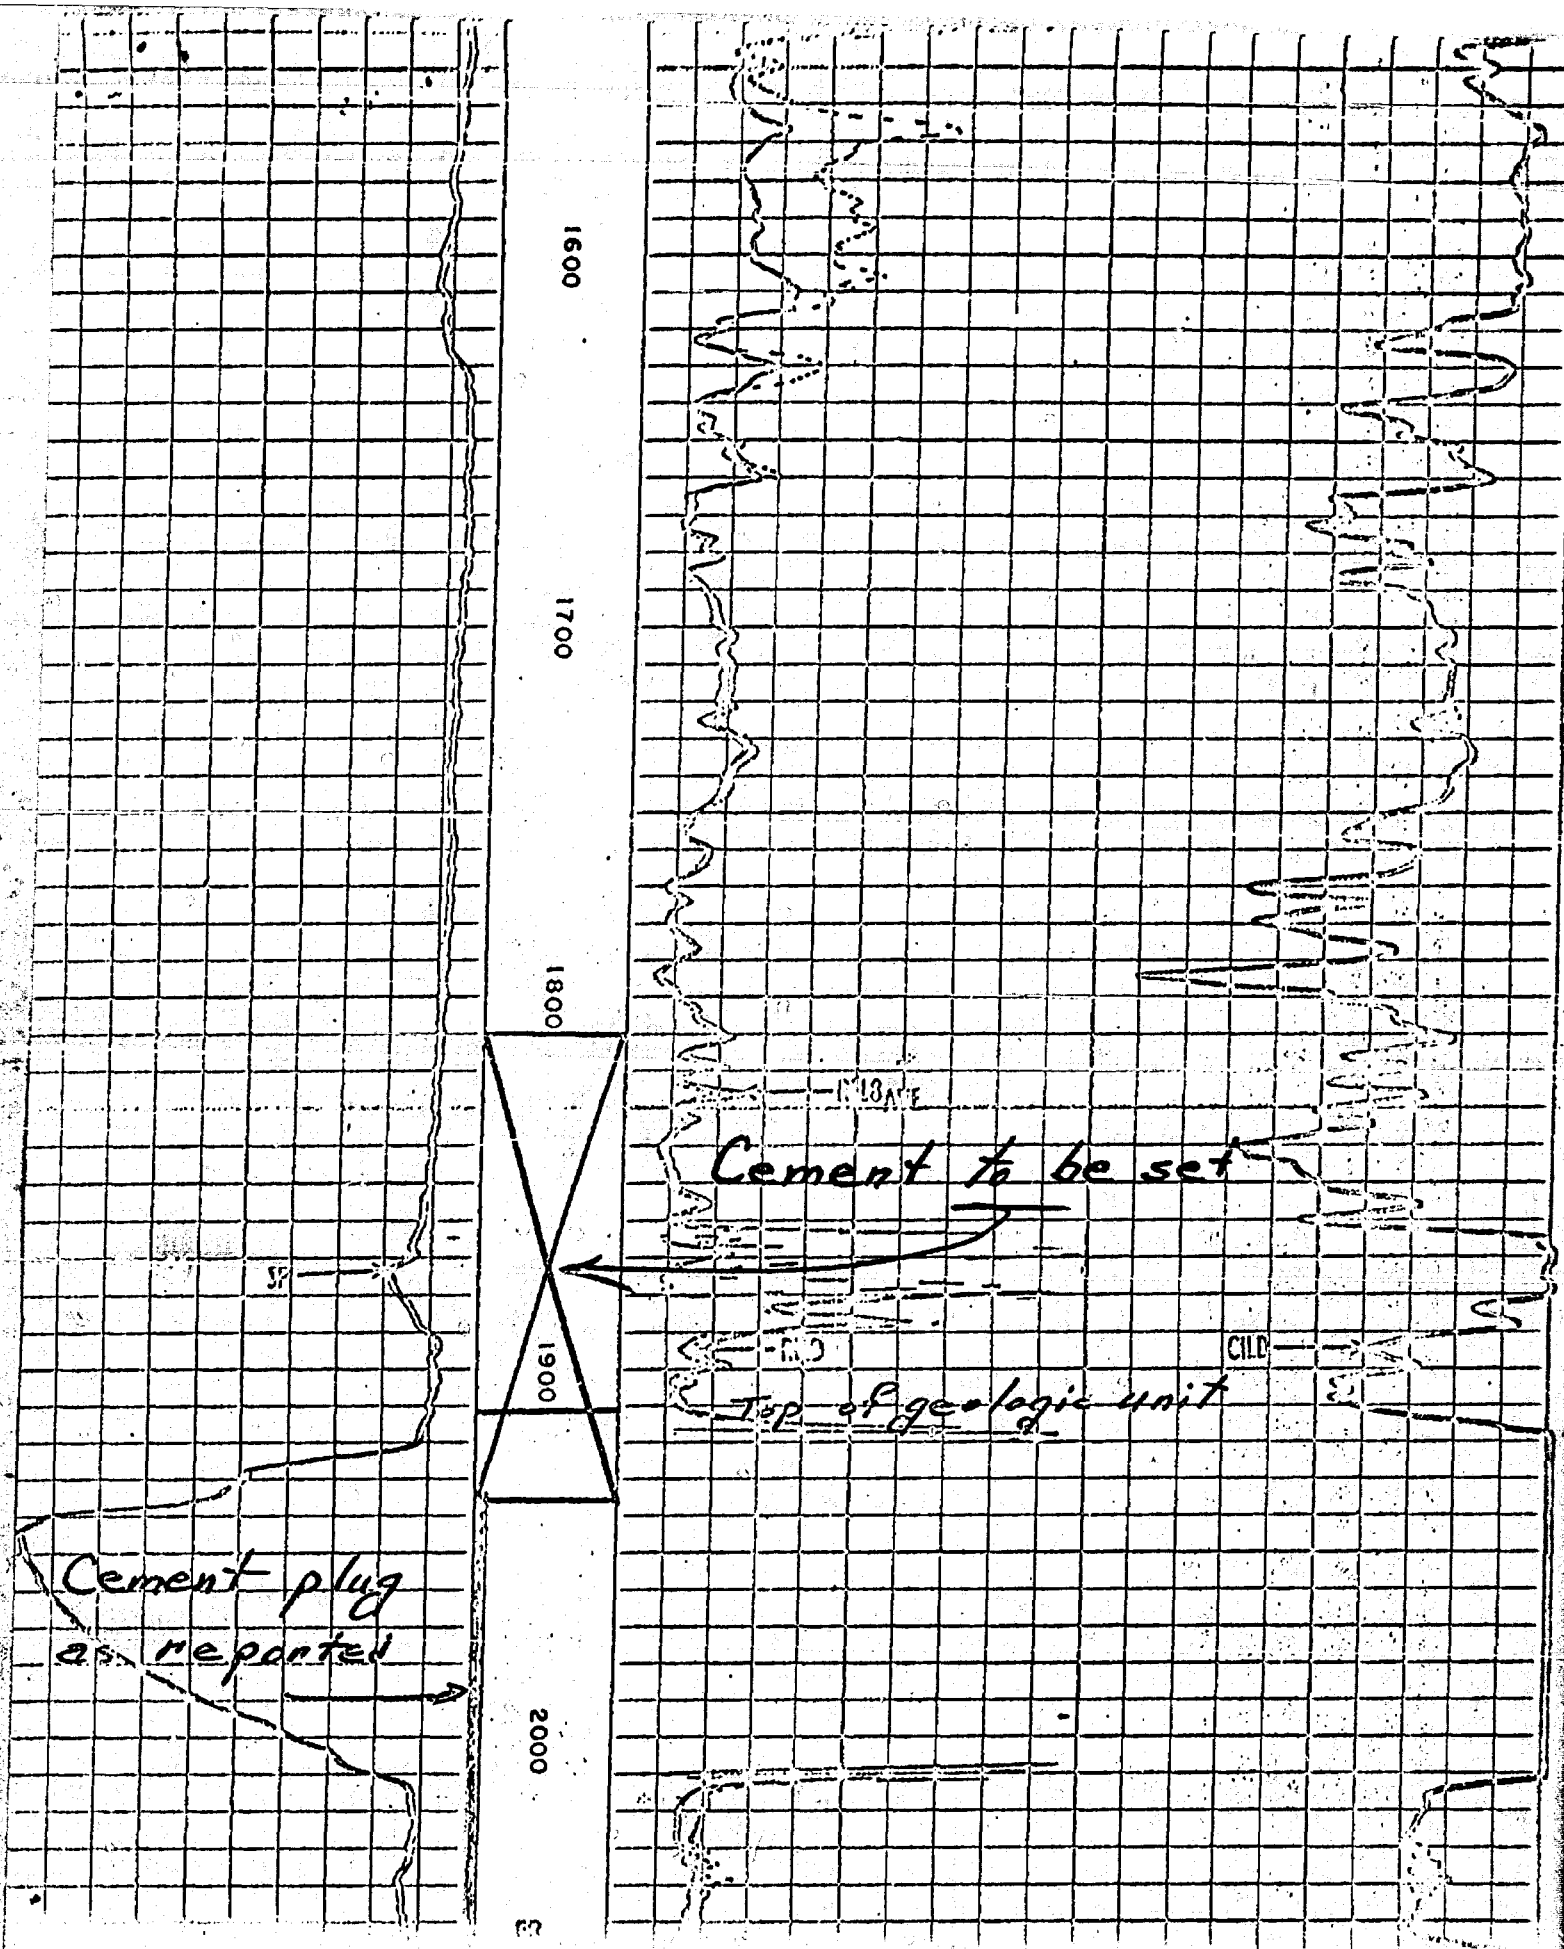 1600
1700
1800
Cement to be set
SP
1900
CILD
Top of geologic unit
Cement plug
as reported
2000